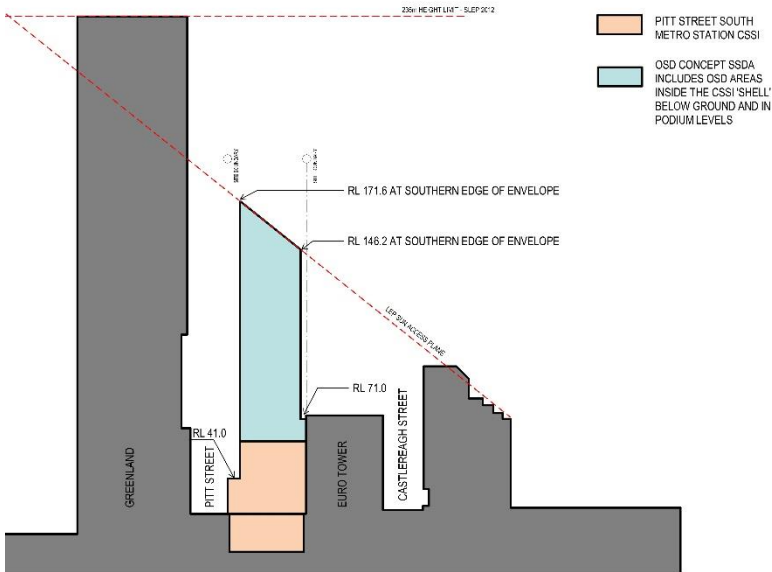 235m HEIGHT LIMIT - SLEP 2012
PITT STREET SOUTH
METRO STATION CSSI
OSD CONCEPT SSDA
INCLUDES OSD AREAS
INSIDE THE CSSI 'SHELL'
BELOW GROUND AND IN
PODIUM LEVELS
RL 171.6 AT SOUTHERN EDGE OF ENVELOPE
RL 146.2 AT SOUTHERN EDGE OF ENVELOPE
LEP SUN ACCESS PLANE
RL 71.0
RL 41.0
GREENLAND
PITT STREET
EURO TOWER
CASTLEREAGH STREET